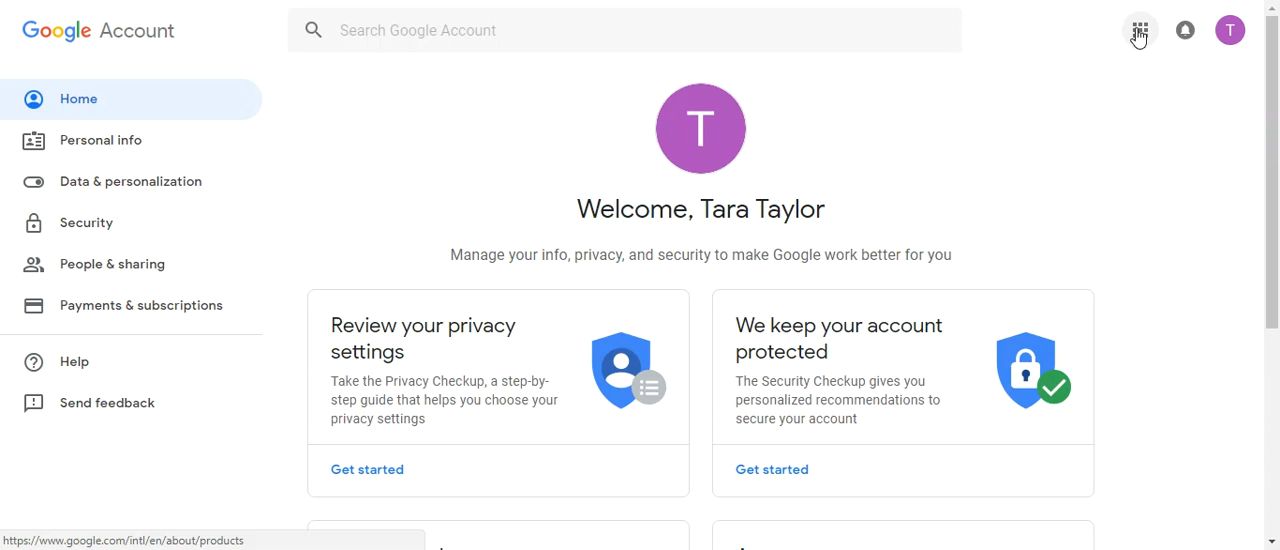 Google Account
Search Google Account
T
Home
Personal info
Data & personalization
Security
People & sharing
Payments & subscriptions
Help
Send feedback
T
Welcome, Tara Taylor
Manage your info, privacy, and security to make Google work better for you
Review your privacy
settings
Take the Privacy Checkup, a step-by-
step guide that helps you choose your
privacy settings
Get started
We keep your account
protected
The Security Checkup gives you
personalized recommendations to
secure your account
Get started
https://www.google.com/intl/en/about/products